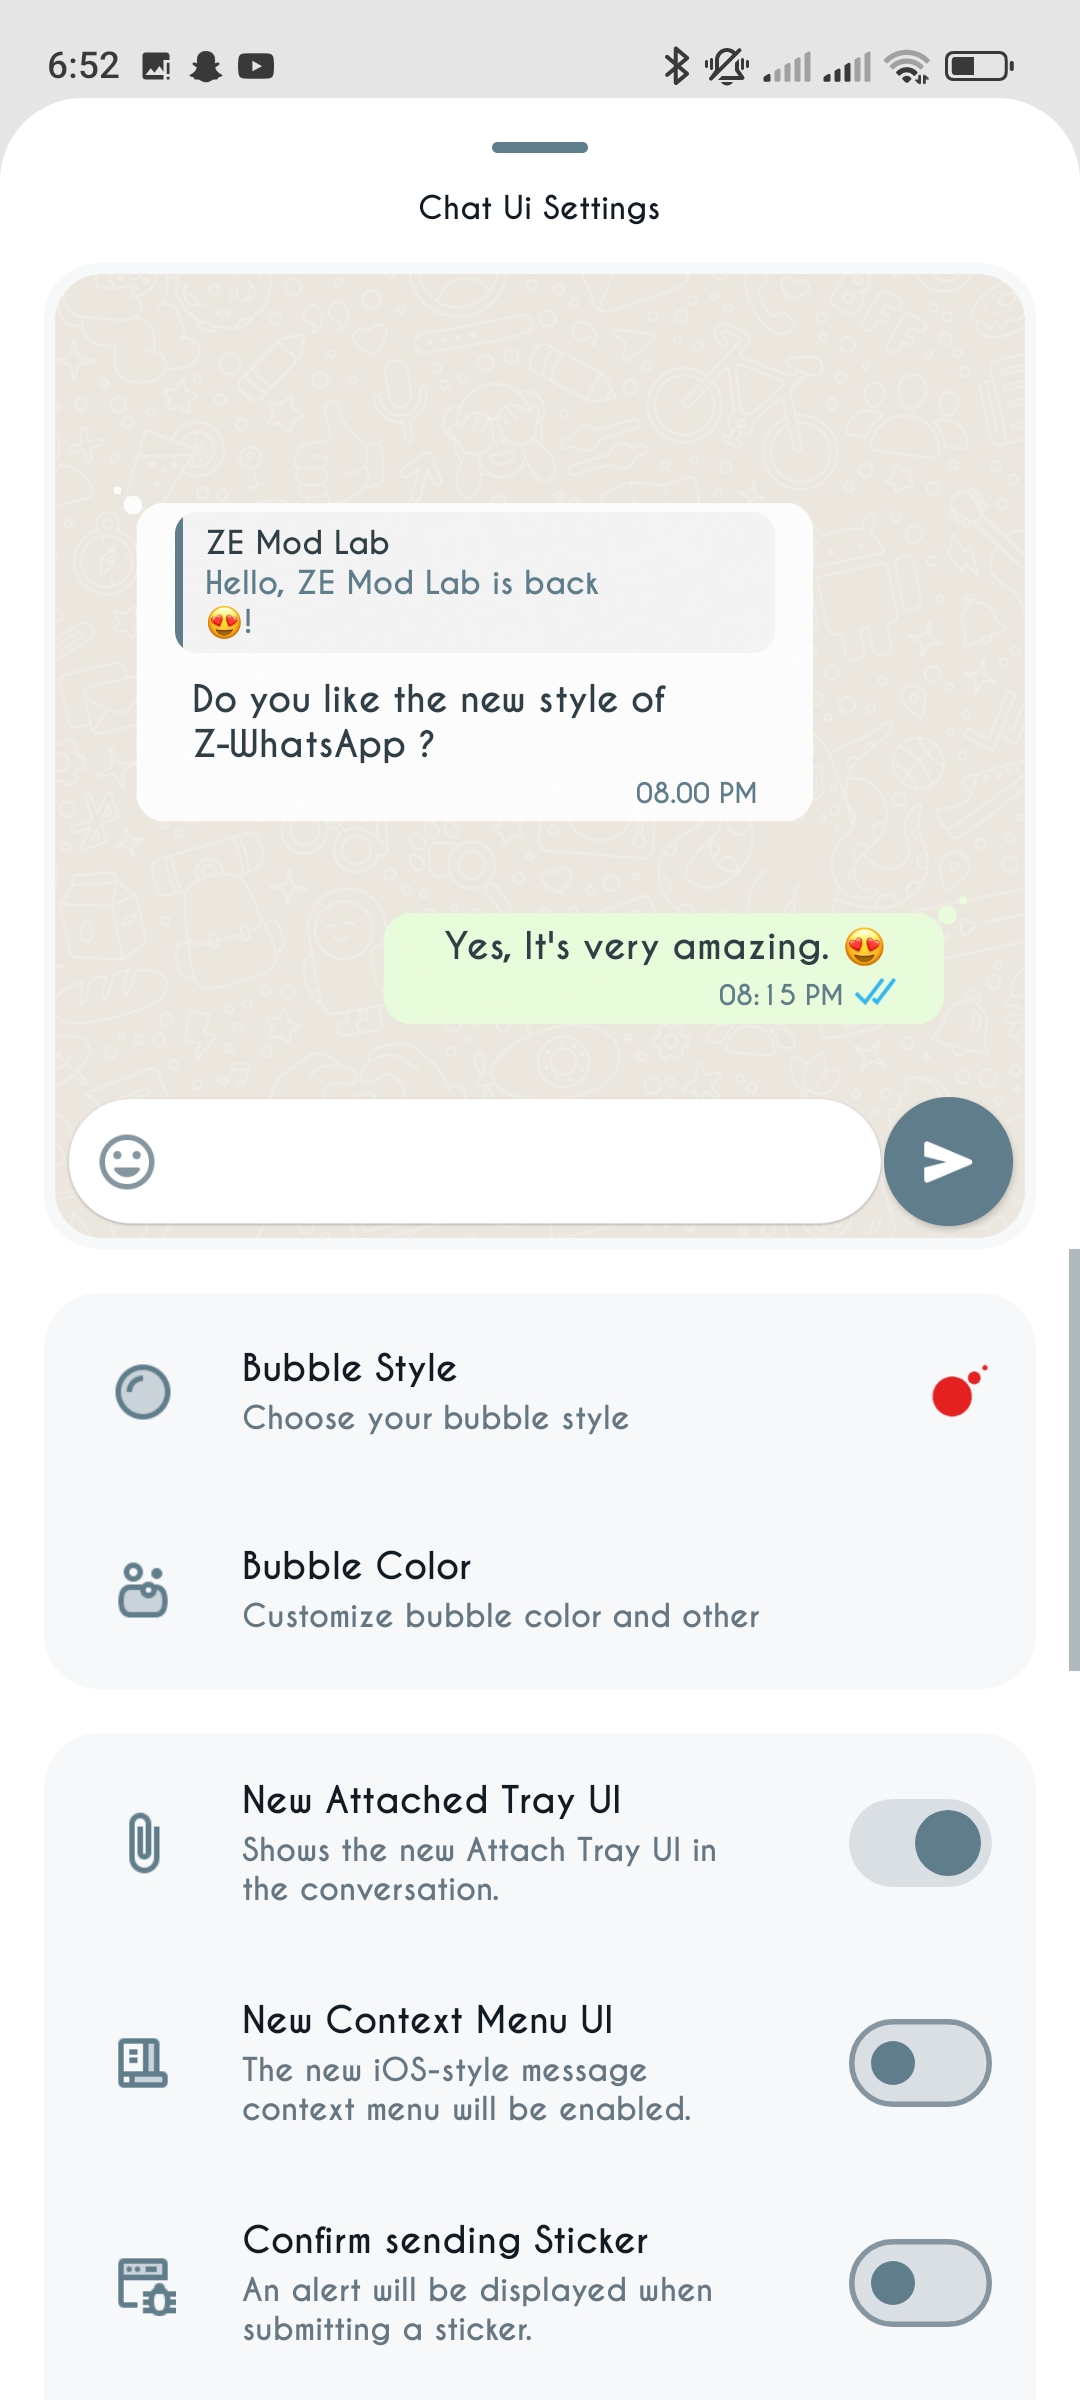 6:52
Chat Ui Settings
ZE Mod Lab
Hello, ZE Mod Lab is back
😍!
Do you like the new style of
Z-WhatsApp ?
08.00 PM
Yes, It's very amazing. 😍
08:15 PM
Bubble Style
Choose your bubble style
Bubble Color
Customize bubble color and other
New Attached Tray UI
Shows the new Attach Tray UI in
the conversation.
New Context Menu UI
The new iOS-style message
context menu will be enabled.
Confirm sending Sticker
An alert will be displayed when
submitting a sticker.